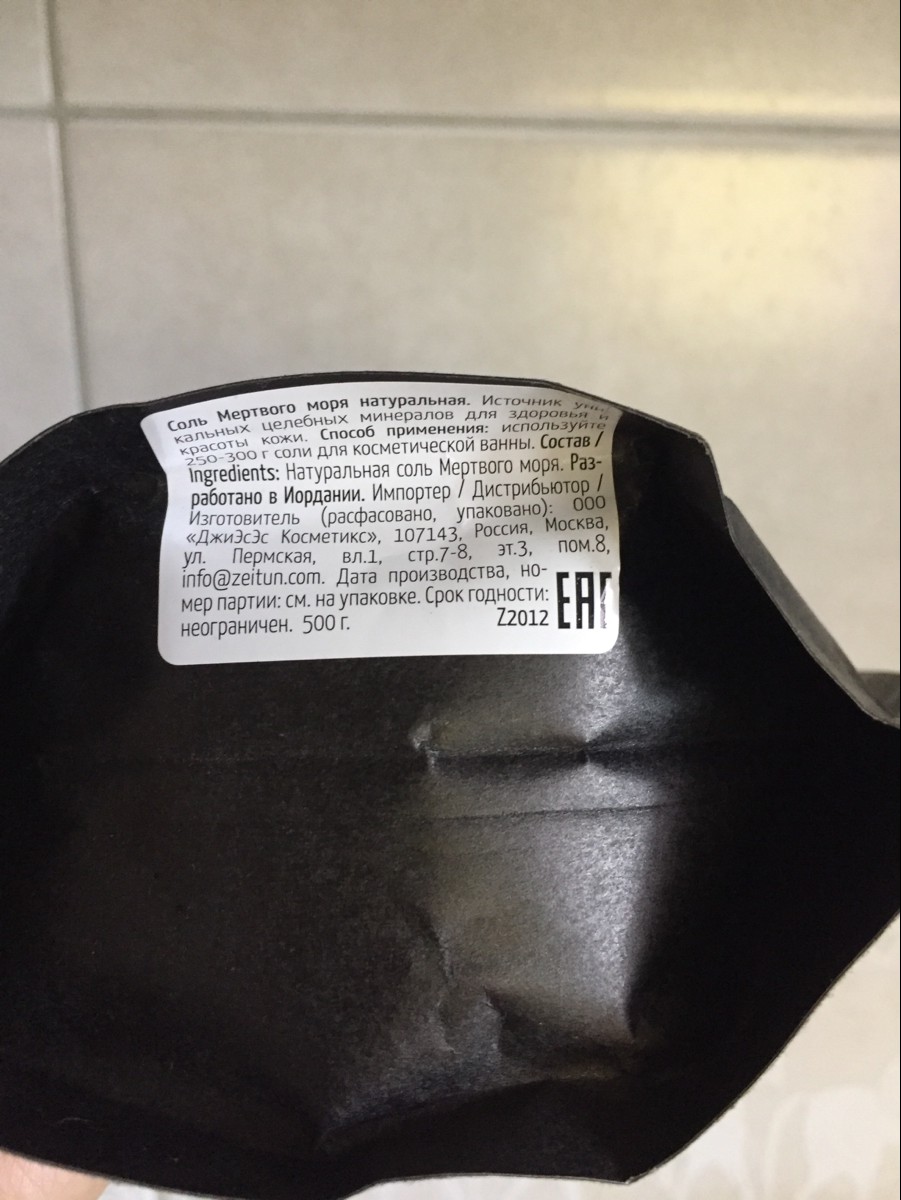 Соль Мертвого моря натуральная. Источник уни-
кальных целебных минералов для здоровья и
красоты кожи. Способ применения: используйте
250-300 г соли для косметической ванны. Состав /
Ingredients: Натуральная соль Мертвого моря. Раз-
работано в Иордании. Импортер / Дистрибьютор /
Изготовитель (расфасовано, упаковано): ООО
«ДжиЭсЭс Косметикс», 107143, Россия, Москва,
ул. Пермская, вл.1, стр.7-8, эт.3, пом.8,
info@zeitun.com. Дата производства, но-
мер партии: см. на упаковке. Срок годности:
неограничен. 500 г. Z2012 EAC